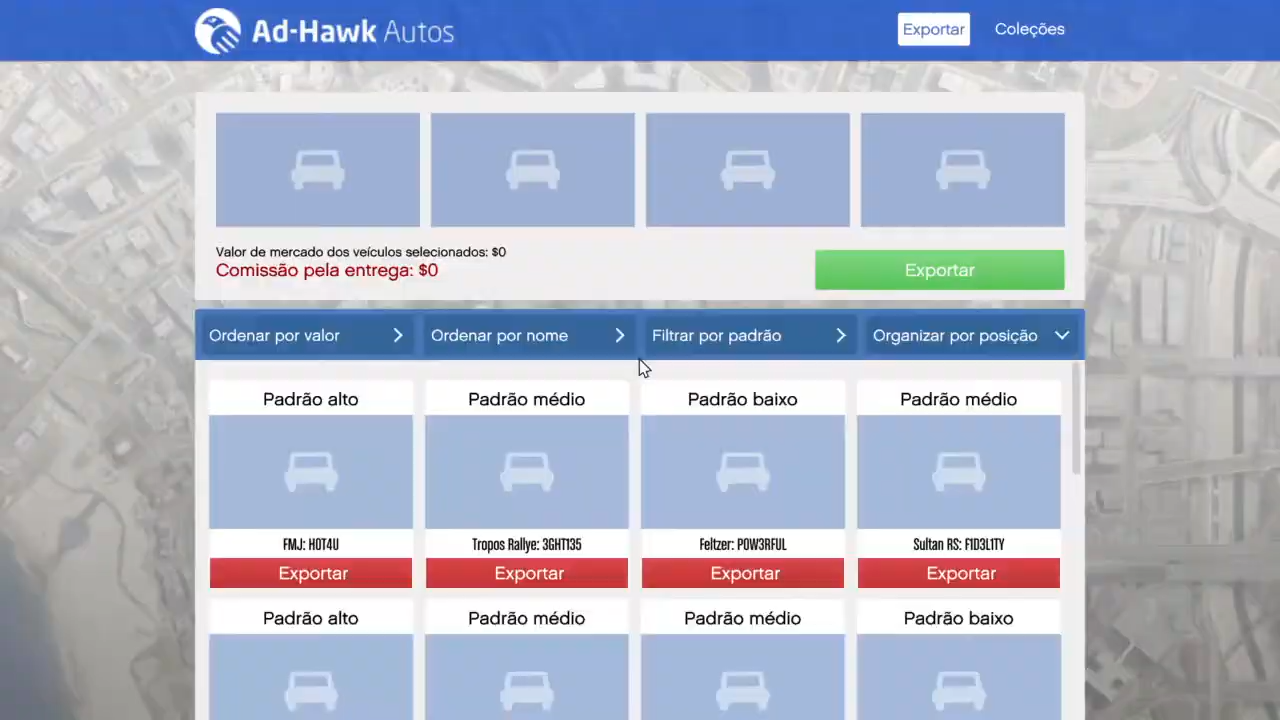 Ad-Hawk Autos
Exportar
Coleções
Valor de mercado dos veículos selecionados: $0
Comissão pela entrega: $0
Exportar
Ordenar por valor
Ordenar por nome
Filtrar por padrão
Organizar por posição
Padrão alto
Padrão médio
Padrão baixo
Padrão médio
FMJ: H0T4U
Tropos Rallye: 3GHT135
Feltzer: P0W3RFUL
Sultan RS: F1D3L1TY
Exportar
Exportar
Exportar
Exportar
Padrão alto
Padrão médio
Padrão médio
Padrão baixo